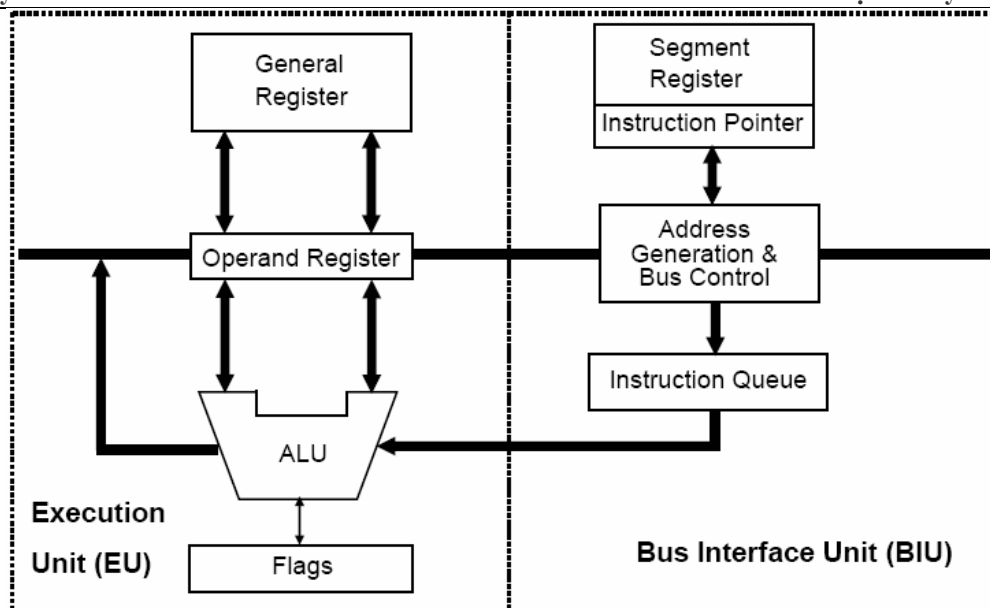 General
Register
Segment
Register
Instruction Pointer
Operand Register
Address
Generation &
Bus Control
Instruction Queue
ALU
Execution
Unit (EU)
Flags
Bus Interface Unit (BIU)